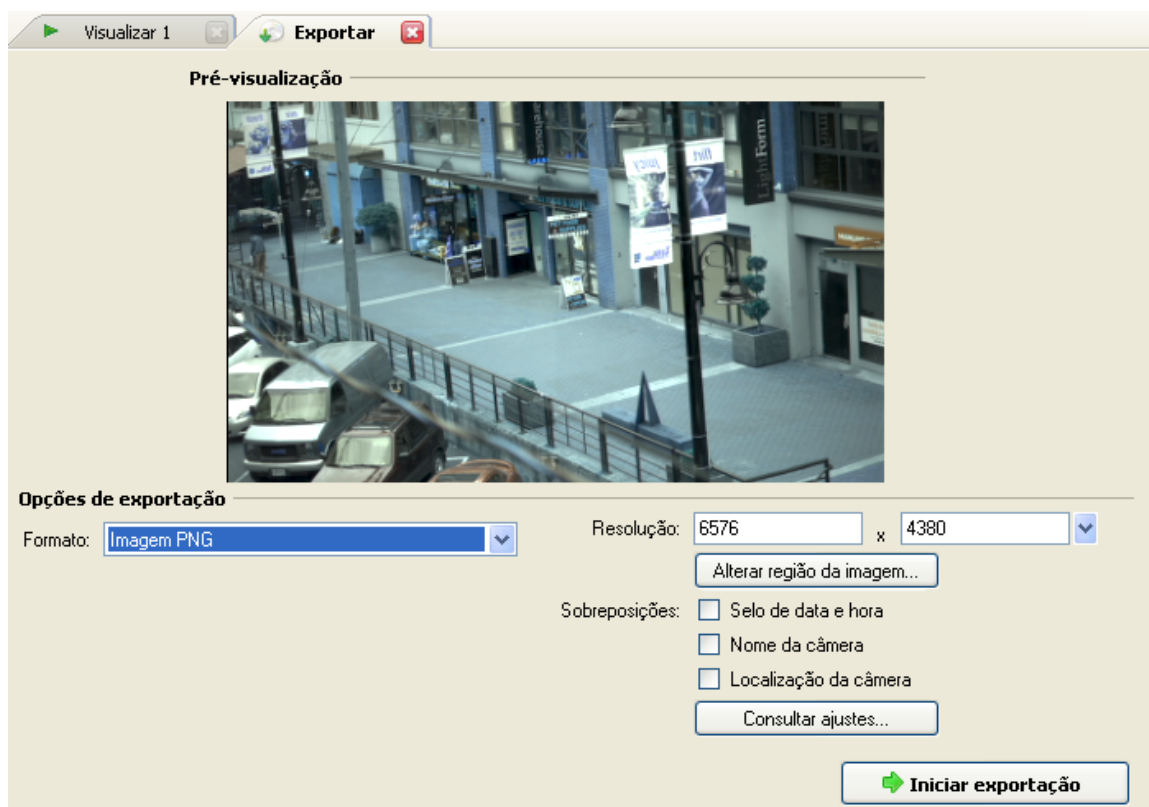 Visualizar 1
Exportar
Pré-visualização
LightForm
Opções de exportação
Formato: Imagem PNG
Resolução: 6576 x 4380
Alterar região da imagem...
Sobreposições: Selo de data e hora
Nome da câmera
Localização da câmera
Consultar ajustes...
Iniciar exportação